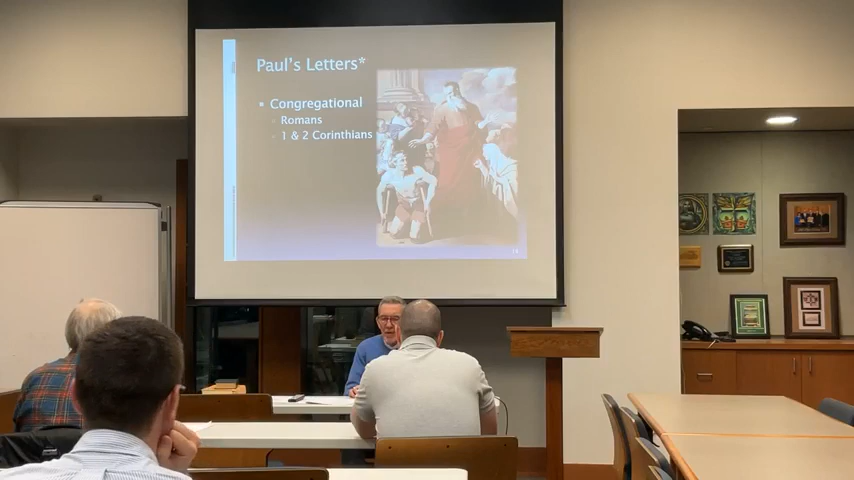 Paul's Letters*
Congregational
Romans
1 & 2 Corinthians